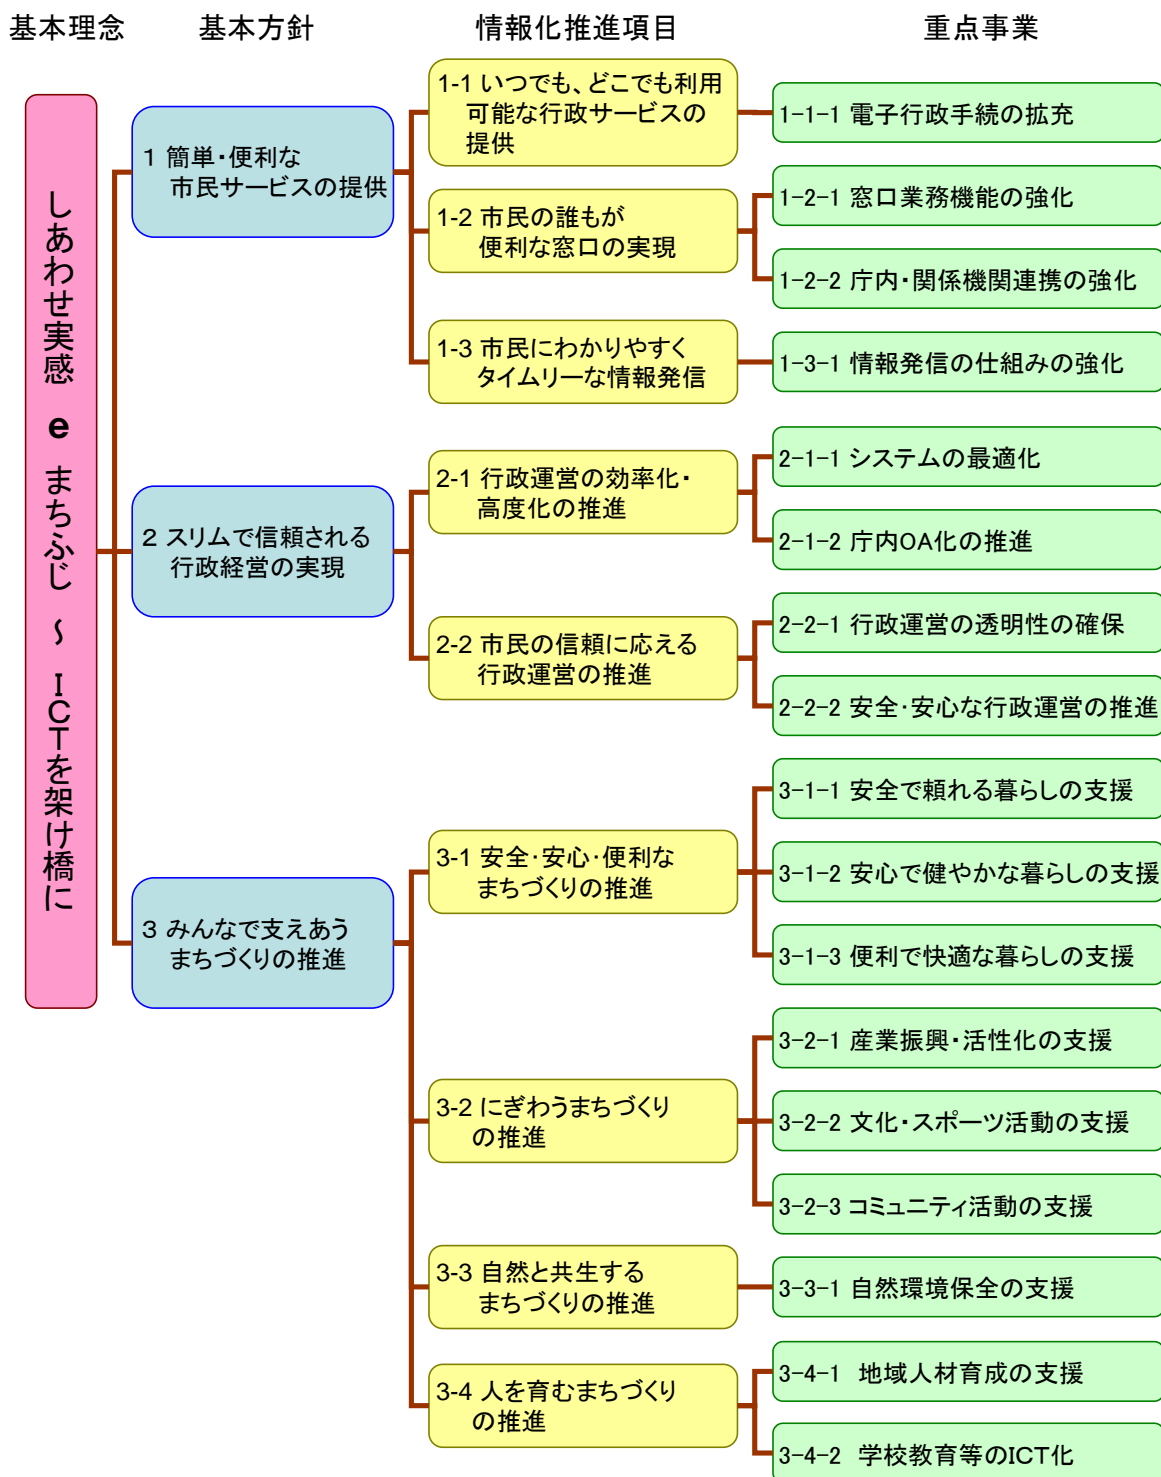 基本理念
基本方針
情報化推進項目
重点事業
しあわせ実感 e まちふじ ～ ICTを架け橋に
1 簡単・便利な
市民サービスの提供
1-1 いつでも、どこでも利用
可能な行政サービスの
提供
1-1-1 電子行政手続の拡充
1-2 市民の誰もが
便利な窓口の実現
1-2-1 窓口業務機能の強化
1-2-2 庁内・関係機関連携の強化
1-3 市民にわかりやすく
タイムリーな情報発信
1-3-1 情報発信の仕組みの強化
2 スリムで信頼される
行政経営の実現
2-1 行政運営の効率化・
高度化の推進
2-1-1 システムの最適化
2-1-2 庁内OA化の推進
2-2 市民の信頼に応える
行政運営の推進
2-2-1 行政運営の透明性の確保
2-2-2 安全・安心な行政運営の推進
3 みんなで支えあう
まちづくりの推進
3-1 安全・安心・便利な
まちづくりの推進
3-1-1 安全で頼れる暮らしの支援
3-1-2 安心で健やかな暮らしの支援
3-1-3 便利で快適な暮らしの支援
3-2 にぎわうまちづくり
の推進
3-2-1 産業振興・活性化の支援
3-2-2 文化・スポーツ活動の支援
3-2-3 コミュニティ活動の支援
3-3 自然と共生する
まちづくりの推進
3-3-1 自然環境保全の支援
3-4 人を育むまちづくり
の推進
3-4-1 地域人材育成の支援
3-4-2 学校教育等のICT化